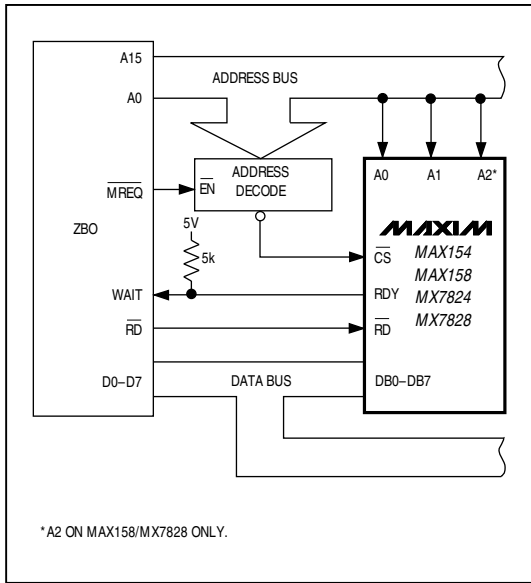 A15
ADDRESS BUS
A0
ADDRESS
DECODE
EN
MREQ
A0 A1 A2*
MAXIM
ZBO
5V
5k
CS MAX154
MAX158
WAIT RDY MX7824
RD RD MX7828
D0–D7 DATA BUS DB0–DB7
*A2 ON MAX158/MX7828 ONLY.